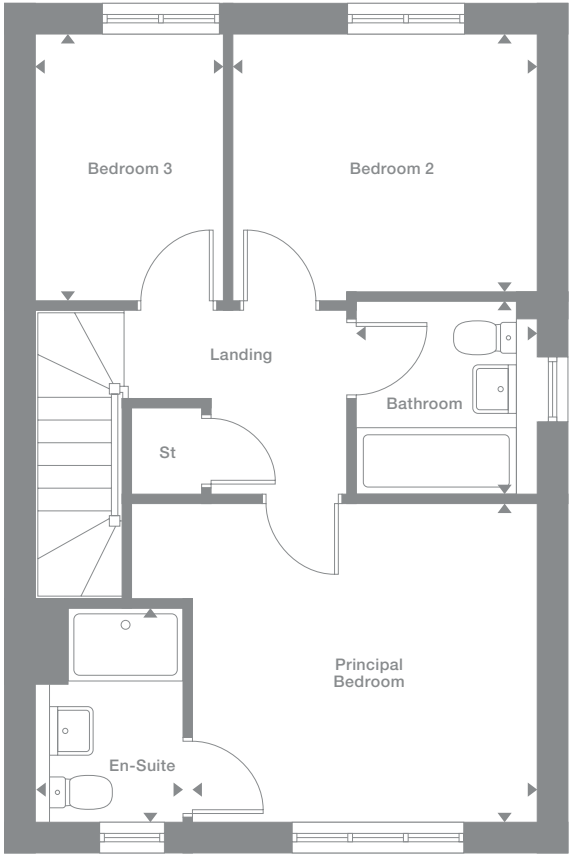 Bedroom 3
Bedroom 2
Landing
Bathroom
St
Principal
Bedroom
En-Suite